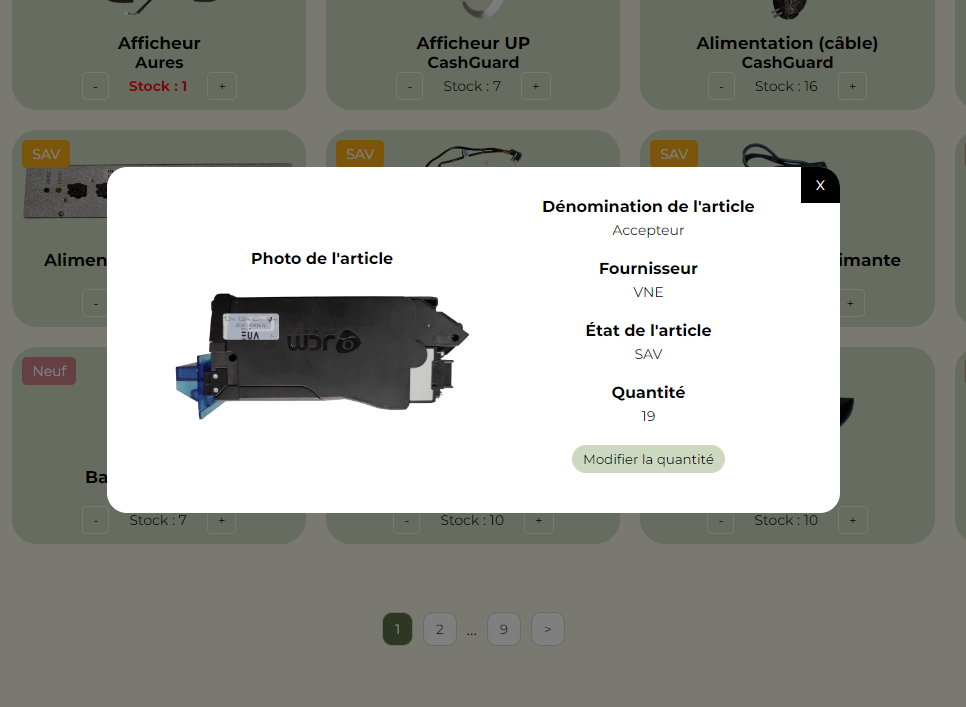 Afficheur
Aures
- Stock : 1 +
Afficheur UP
CashGuard
- Stock : 7 +
Alimentation (câble)
CashGuard
- Stock : 16 +
SAV
SAV
SAV
X
Photo de l'article
Dénomination de l'article
Accepteur
Fournisseur
VNE
État de l'article
SAV
Quantité
19
Modifier la quantité
JCM
EUA
Alimen
imante
-
+
Neuf
Ba
- Stock : 7 +
- Stock : 10 +
- Stock : 10 +
1 2 ... 9 >